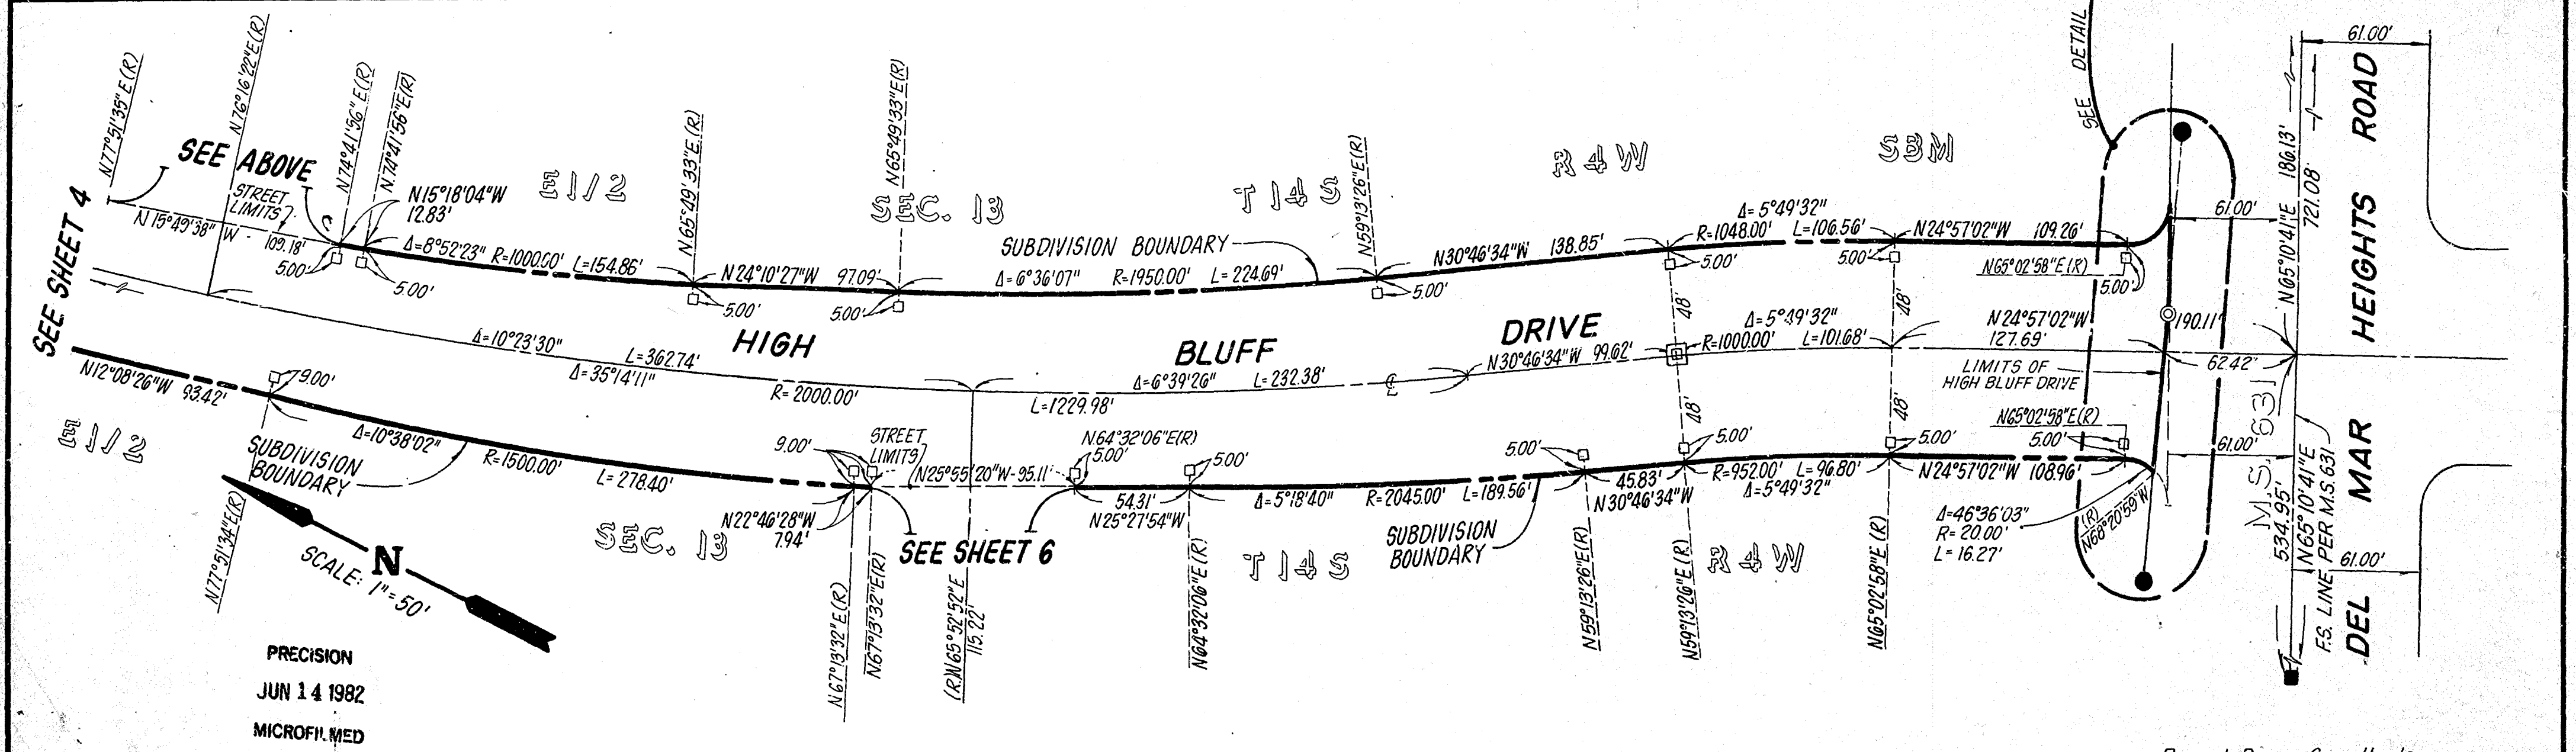 N77°51'35"E(R)
N76°16'22"E(R)
N74°41'56"E(R)
N.74°41'56"E(R)
SEE ABOVE
STREET
LIMITS
N15°18'04"W
12.83'
E 1/2
N 15°49'38" W - 109.18'
5.00'
5.00'
SEE SHEET 4
Δ=8°52'23" R=1000.00' L=154.86'
N65°49'33"E.(R)
5.00'
N24°10'27"W 97.09'
N65°49'33"E(R)
5.00'
SEC. 13
SUBDIVISION BOUNDARY
Δ=6°36'07" R=1950.00' L=224.69'
T 14 S
N59°13'26"E(R)
5.00'
N30°46'34"W 138.85'
R 4 W
Δ=5°49'32"
R=1048.00' L=106.56'
5.00'
SBM
5.00'
N24°57'02"W 109.26'
N65°02'58"E(R)
5.00'
SEE DETAIL
61.00'
61.00'
N65°10'41"E 186.13'
721.08'
DEL MAR HEIGHTS ROAD
HIGH BLUFF DRIVE
Δ=10°23'30" L=362.74'
Δ=35°14'11"
R=2000.00'
L=1229.98'
Δ=6°39'26" L=232.38'
N30°46'34"W 99.62'
48'
48'
Δ=5°49'32"
R=1000.00' L=101.68'
48'
48'
N24°57'02"W
127.69'
LIMITS OF
HIGH BLUFF DRIVE
190.11'
62.42'
N12°08'26"W 93.42'
9.00'
E 1/2
SUBDIVISION
BOUNDARY
Δ=10°38'02"
R=1500.00'
L=278.40'
N77°51'34"E(R)
9.00'
STREET
LIMITS
N25°55'20"W-95.11'
N22°46'28"W
7.94'
SEC. 13
SEE SHEET 6
N67°13'32"E(R)
N67°13'32"E(R)
(R)N65°52'52"E
115.22'
N.64°32'06"E(R)
5.00'
5.00'
54.31'
N25°27'54"W
N64°32'06"E(R)
Δ=5°18'40" R=2045.00' L=189.56'
T 14 S
SUBDIVISION
BOUNDARY
5.00'
5.00'
45.83'
N30°46'34"W
N59°13'26"E(R)
N59°13'26"E(R)
R 4 W
R=952.00' L=96.80'
Δ=5°49'32"
5.00'
N65°02'58"E(R)
N24°57'02"W 108.96'
N65°02'58"E(R)
5.00'
Δ=46°36'03"
R=20.00'
L=16.27'
(R)
N68°20'59"W
61.00'
M.S. 631
534.95'
N65°10'41"E
F.S. LINE PER M.S.631
61.00'
N
SCALE: 1"=50'
PRECISION
JUN 14 1982
MICROFILMED